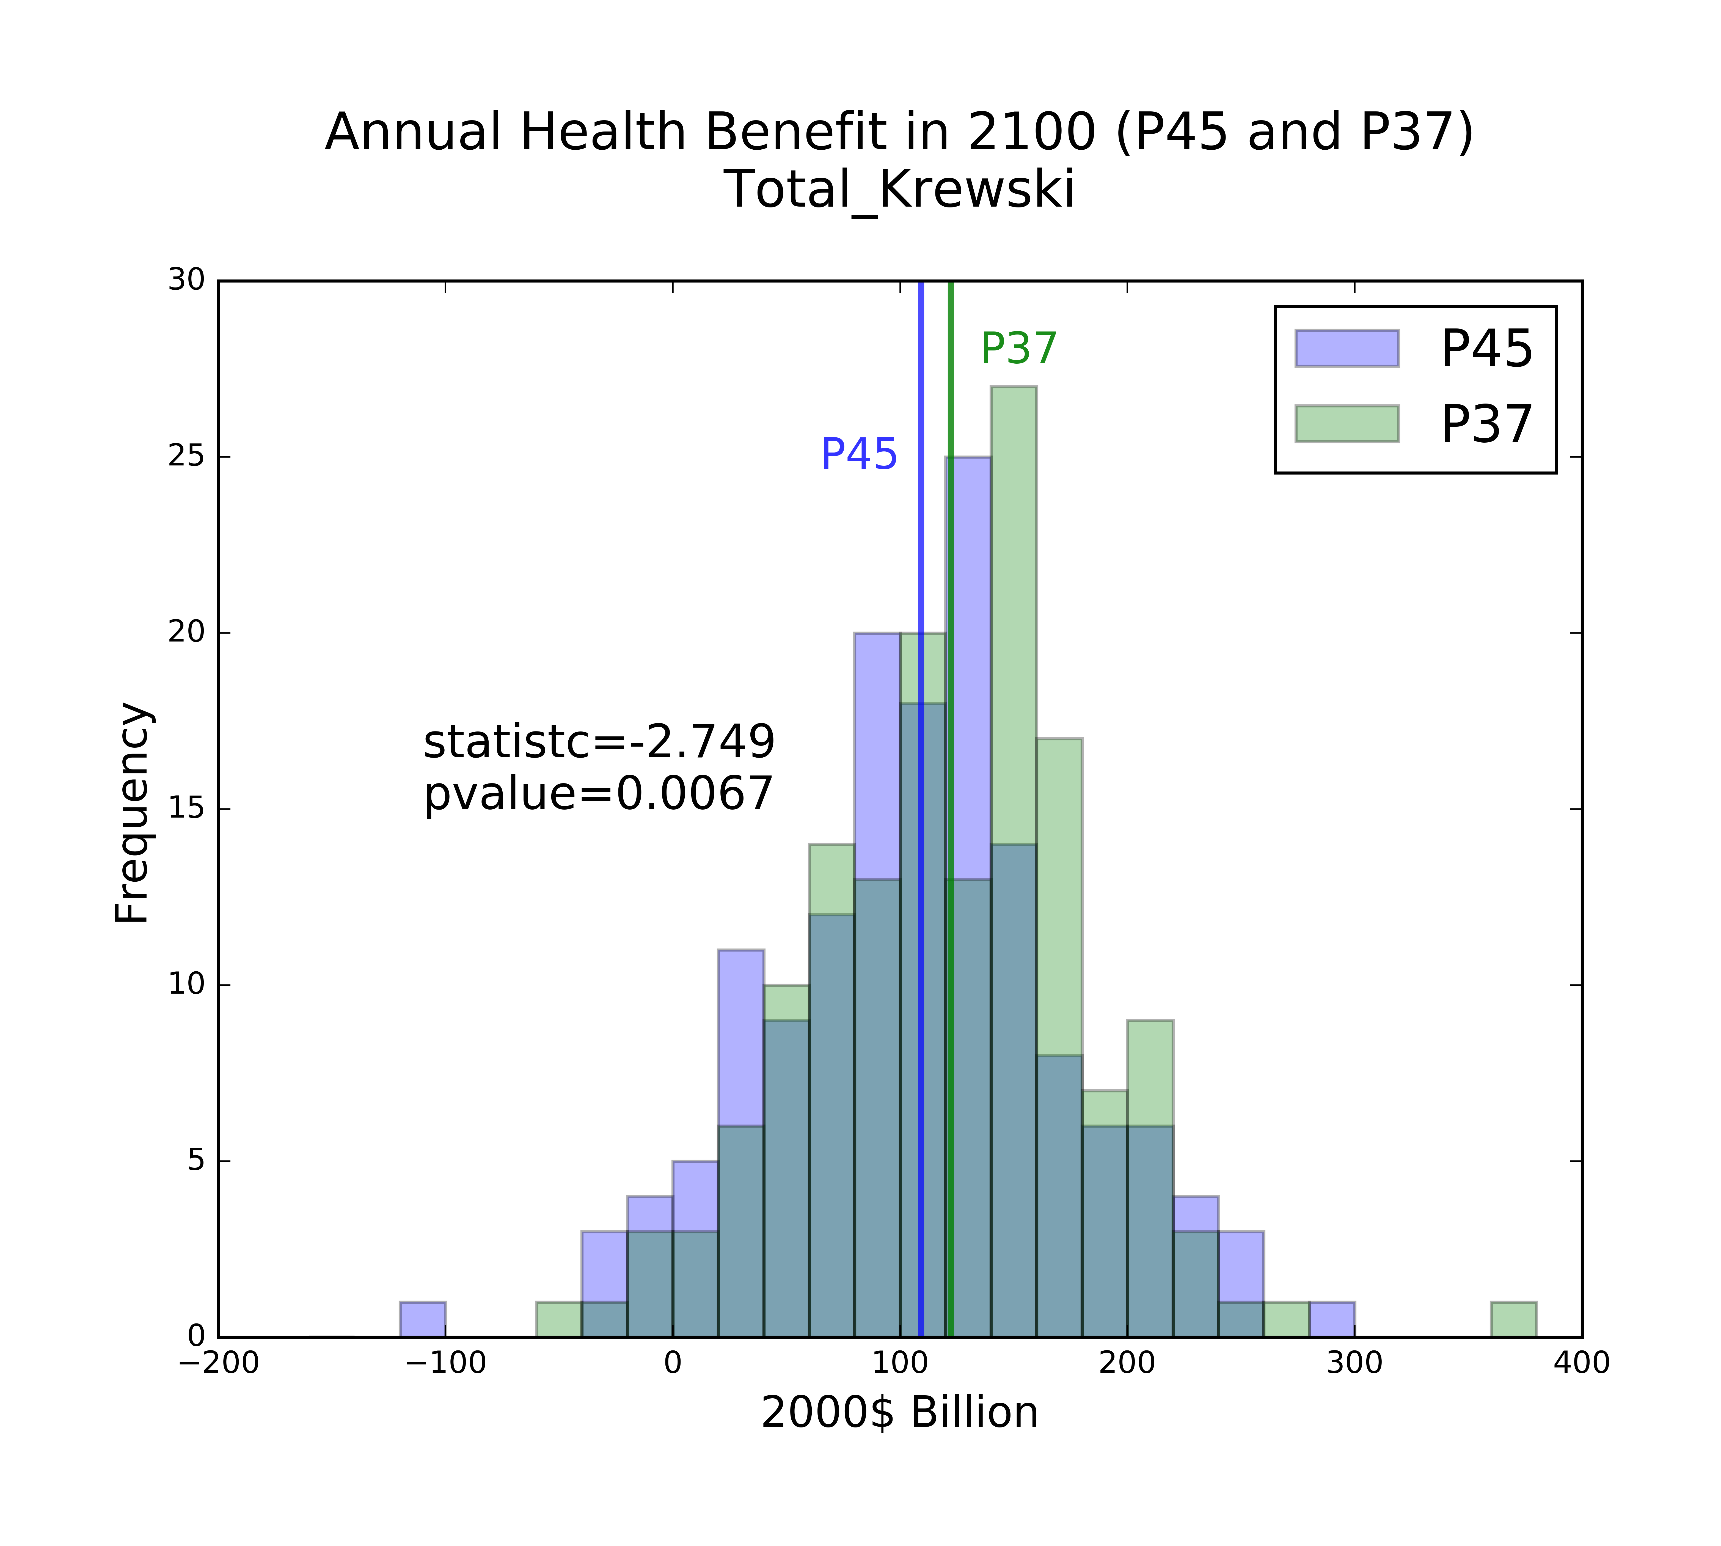 Annual Health Benefit in 2100 (P45 and P37)
Total_Krewski
30
25
20
15
10
5
0
Frequency
P37
P45
statistc=-2.749
pvalue=0.0067
P45
P37
−200 −100 0 100 200 300 400
2000$ Billion